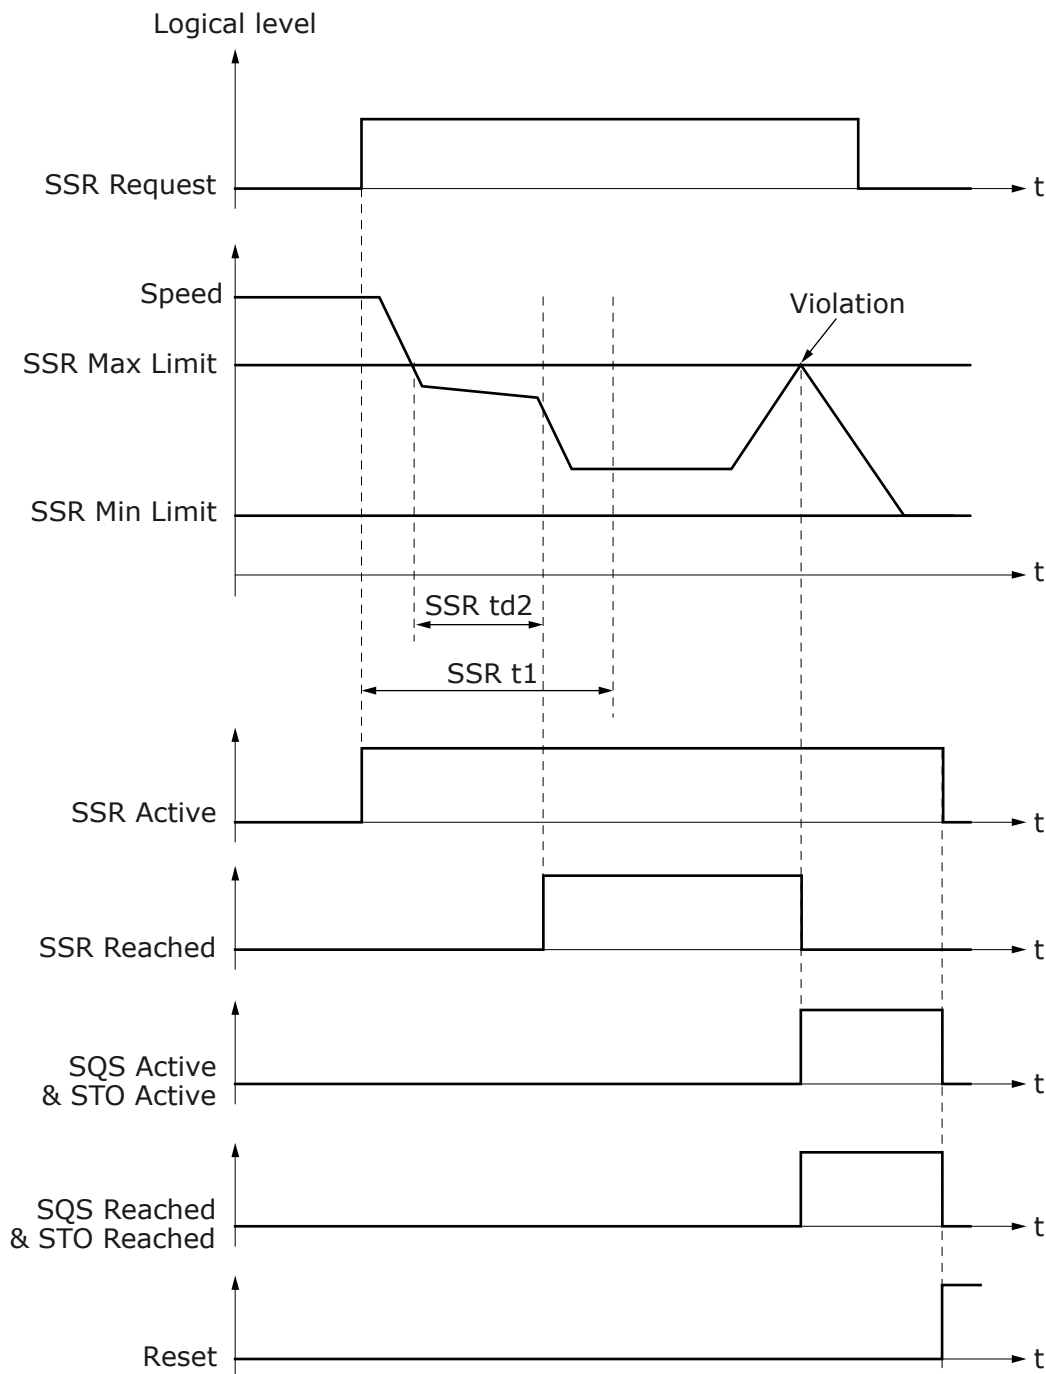 Logical level
SSR Request
t
Speed
Violation
SSR Max Limit
SSR Min Limit
t
SSR td2
SSR t1
SSR Active
t
SSR Reached
t
SQS Active
& STO Active
t
SQS Reached
& STO Reached
t
Reset
t